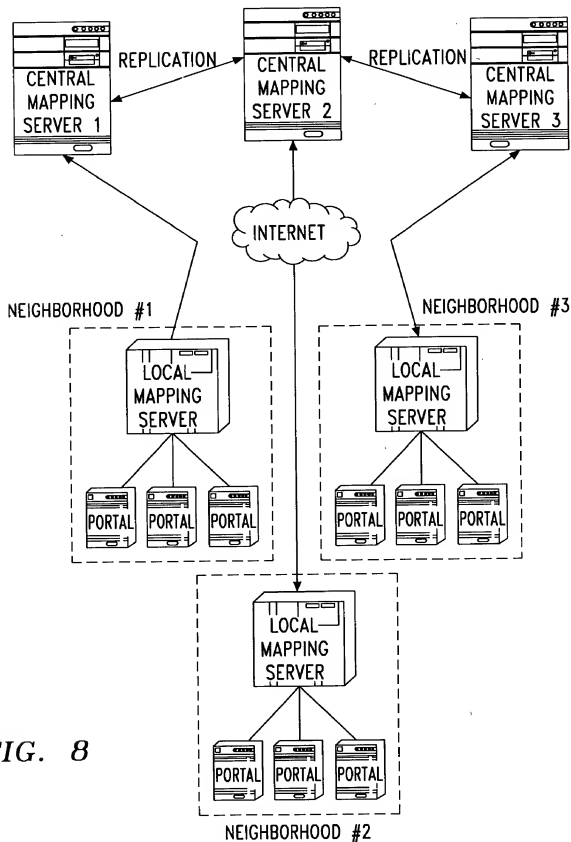 REPLICATION
REPLICATION
CENTRAL
MAPPING
SERVER 1
CENTRAL
MAPPING
SERVER 2
CENTRAL
MAPPING
SERVER 3
INTERNET
NEIGHBORHOOD #1
NEIGHBORHOOD #3
LOCAL
MAPPING
SERVER
LOCAL
MAPPING
SERVER
PORTAL
PORTAL
PORTAL
PORTAL
PORTAL
PORTAL
LOCAL
MAPPING
SERVER
PORTAL
PORTAL
PORTAL
IG. 8
NEIGHBORHOOD #2